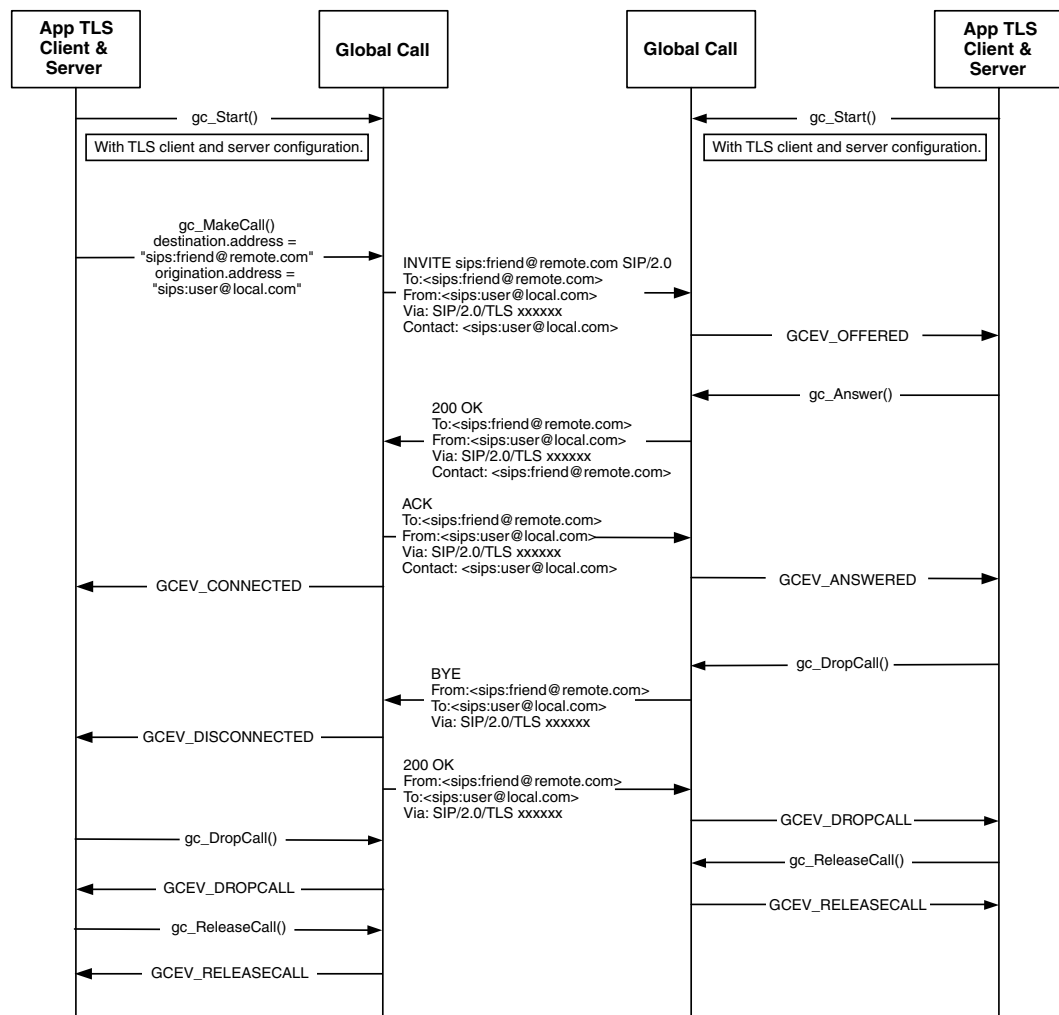 App TLS
Client &
Server
Global Call
Global Call
App TLS
Client &
Server
gc_Start()
gc_Start()
With TLS client and server configuration.
With TLS client and server configuration.
gc_MakeCall()
destination.address =
"sips:friend@remote.com"
origination.address =
"sips:user@local.com"
INVITE sips:friend@remote.com SIP/2.0
To:<sips:friend@remote.com>
From:<sips:user@local.com>
Via: SIP/2.0/TLS xxxxxx
Contact: <sips:user@local.com>
GCEV_OFFERED
gc_Answer()
200 OK
To:<sips:friend@remote.com>
From:<sips:user@local.com>
Via: SIP/2.0/TLS xxxxxx
Contact: <sips:friend@remote.com>
ACK
To:<sips:friend@remote.com>
From:<sips:user@local.com>
Via: SIP/2.0/TLS xxxxxx
Contact: <sips:user@local.com>
GCEV_CONNECTED
GCEV_ANSWERED
gc_DropCall()
BYE
From:<sips:friend@remote.com>
To:<sips:user@local.com>
Via: SIP/2.0/TLS xxxxxx
GCEV_DISCONNECTED
200 OK
From:<sips:friend@remote.com>
To:<sips:user@local.com>
Via: SIP/2.0/TLS xxxxxx
GCEV_DROPCALL
gc_DropCall()
gc_ReleaseCall()
GCEV_DROPCALL
GCEV_RELEASECALL
gc_ReleaseCall()
GCEV_RELEASECALL